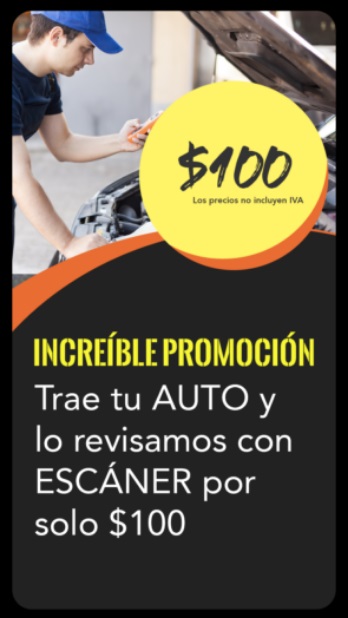 $100
Los precios no incluyen IVA
INCREÍBLE PROMOCIÓN
Trae tu AUTO y
lo revisamos con
ESCÁNER por
solo $100